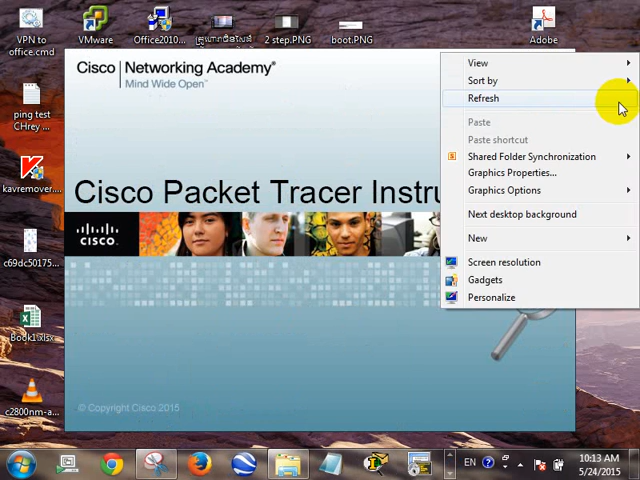 VPN to
office.cmd
VMware
Office2010...
2 step.PNG
boot.PNG
Adobe
ping test
CHrey ...
kavremover...
c69dc50175...
Book1.xlsx
c2800nm-a...
Cisco Networking Academy®
Mind Wide Open™
Cisco Packet Tracer Instru
CISCO.
© Copyright Cisco 2015
View
Sort by
Refresh
Paste
Paste shortcut
Shared Folder Synchronization
Graphics Properties...
Graphics Options
Next desktop background
New
Screen resolution
Gadgets
Personalize
EN
10:13 AM
5/24/2015